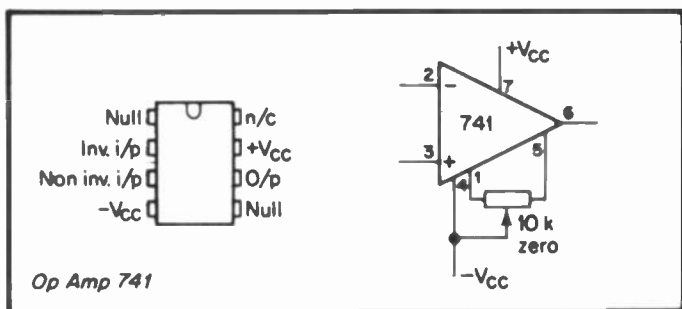 Null
n/c
Inv. i/p
+VCC
Non inv. i/p
O/p
-VCC
Null
Op Amp 741
+VCC
7
2
-
741
6
3
+
5
4
1
10 k
zero
-VCC